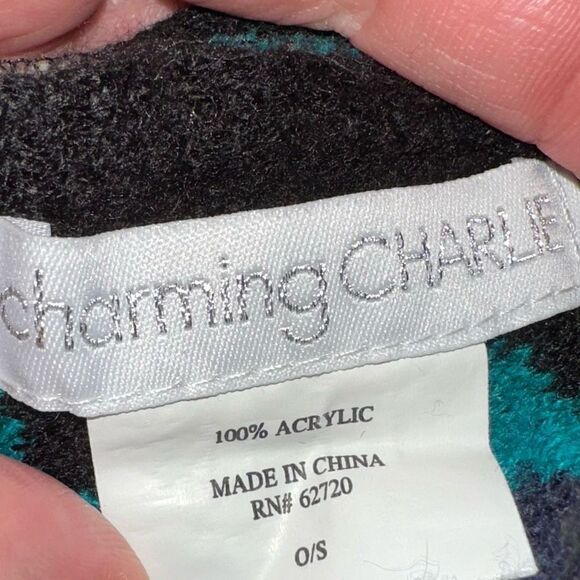 charming CHARLIE
100% ACRYLIC
MADE IN CHINA
RN# 62720
O/S